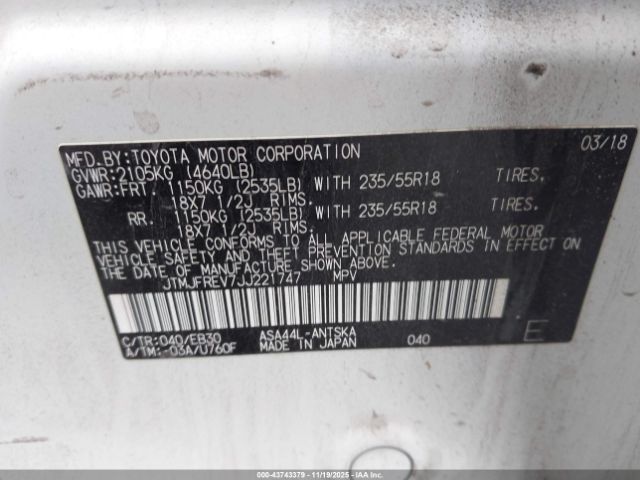 MFD.BY:TOYOTA MOTOR CORPORATION 03/18
GVWR:2105KG (4640LB)
GAWR:FRT. 1150KG (2535LB) WITH 235/55R18 TIRES.
18X7 1/2J RIMS.
RR. 1150KG (2535LB) WITH 235/55R18 TIRES.
18X7 1/2J RIMS.
THIS VEHICLE CONFORMS TO ALL APPLICABLE FEDERAL MOTOR
VEHICLE SAFETY AND THEFT PREVENTION STANDARDS IN EFFECT ON
THE DATE OF MANUFACTURE SHOWN ABOVE.
JTMJFREV7JJ221747 MPV
C/TR:040/EB30 ASA44L-ANTSKA 040 E
A/TM:-03A/U760F MADE IN JAPAN
000-43743379 | 11/19/2025 | IAA Inc.